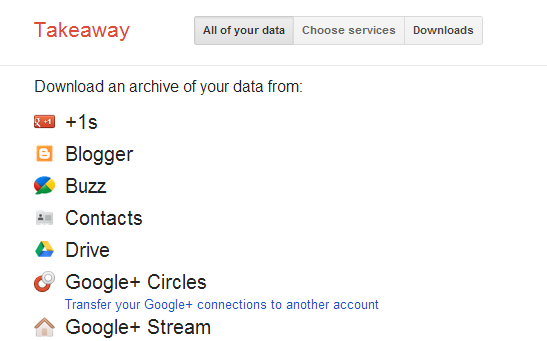 Takeaway
All of your data Choose services Downloads
Download an archive of your data from:
+1s
Blogger
Buzz
Contacts
Drive
Google+ Circles
Transfer your Google+ connections to another account
Google+ Stream